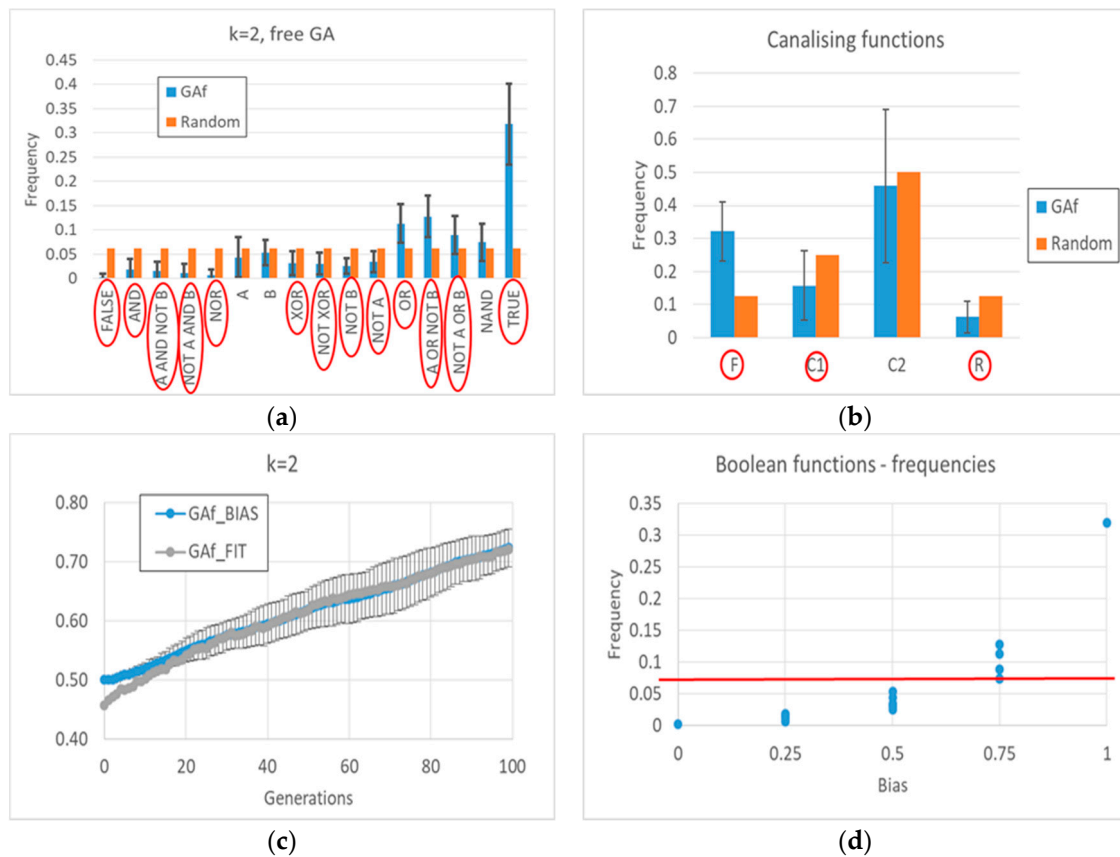 k=2, free GA
GAf
Random
Frequency
0.45
0.4
0.35
0.3
0.25
0.2
0.15
0.1
0.05
0
FALSE
AND
A AND NOT B
NOT A AND B
NOR
A
B
XOR
NOT XOR
NOT B
NOT A
OR
A OR NOT B
NOT A OR B
NAND
TRUE
(a)
Canalising functions
Frequency
0.8
0.7
0.6
0.5
0.4
0.3
0.2
0.1
0
F
C1
C2
R
GAf
Random
(b)
k=2
0.80
0.70
0.60
0.50
0.40
GAf_BIAS
GAf_FIT
0
20
40
60
80
100
Generations
(c)
Boolean functions - frequencies
Frequency
0.35
0.3
0.25
0.2
0.15
0.1
0.05
0
0
0.25
0.5
0.75
1
Bias
(d)